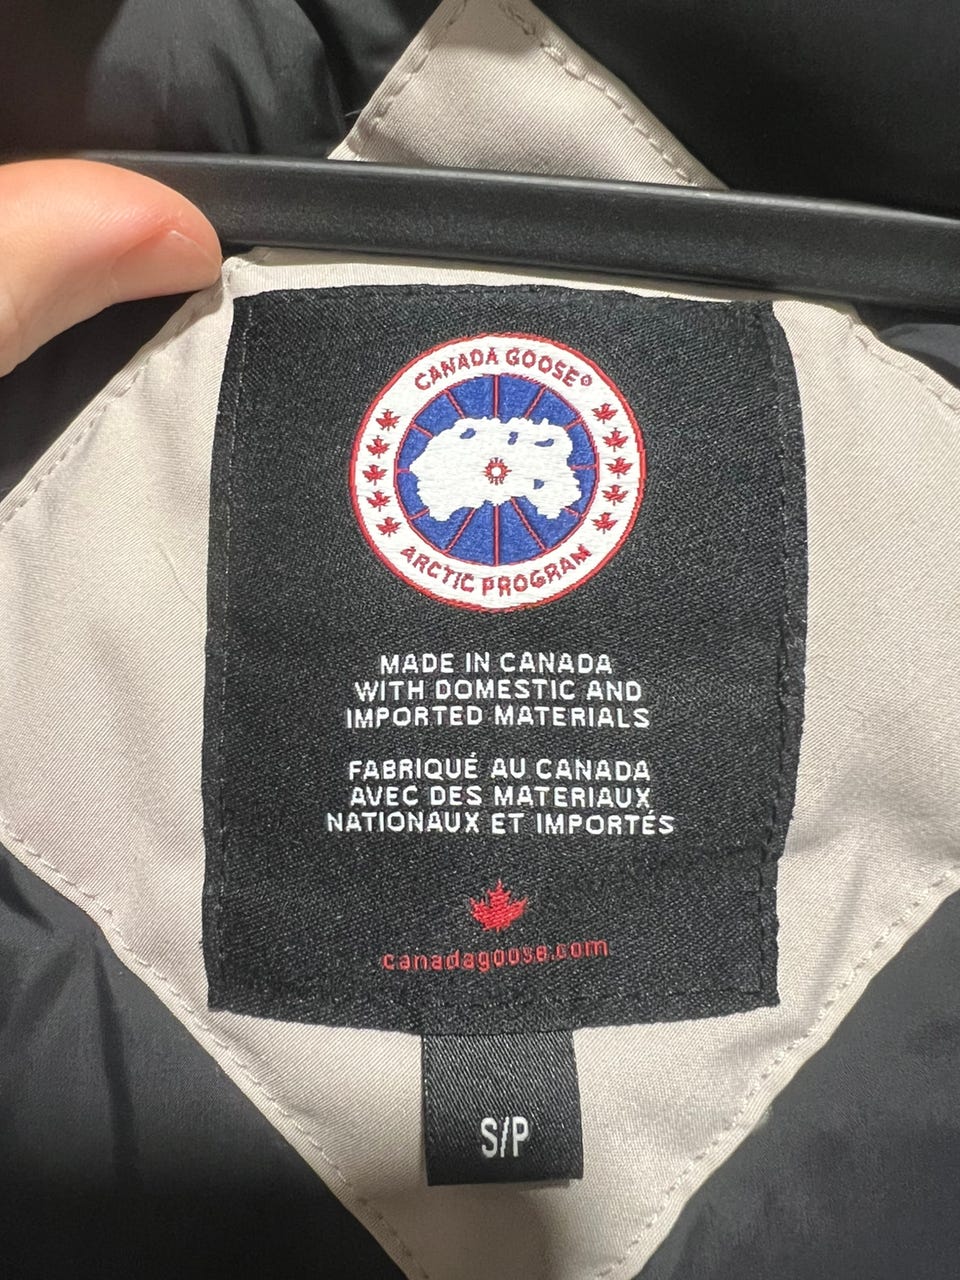 CANADA GOOSE®
ARCTIC PROGRAM
MADE IN CANADA
WITH DOMESTIC AND
IMPORTED MATERIALS
FABRIQUÉ AU CANADA
AVEC DES MATERIAUX
NATIONAUX ET IMPORTÉS
canadagoose.com
S/P